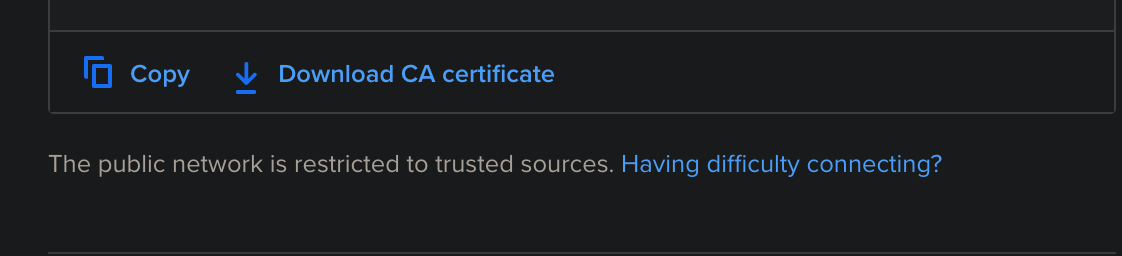 Copy Download CA certificate
The public network is restricted to trusted sources. Having difficulty connecting?